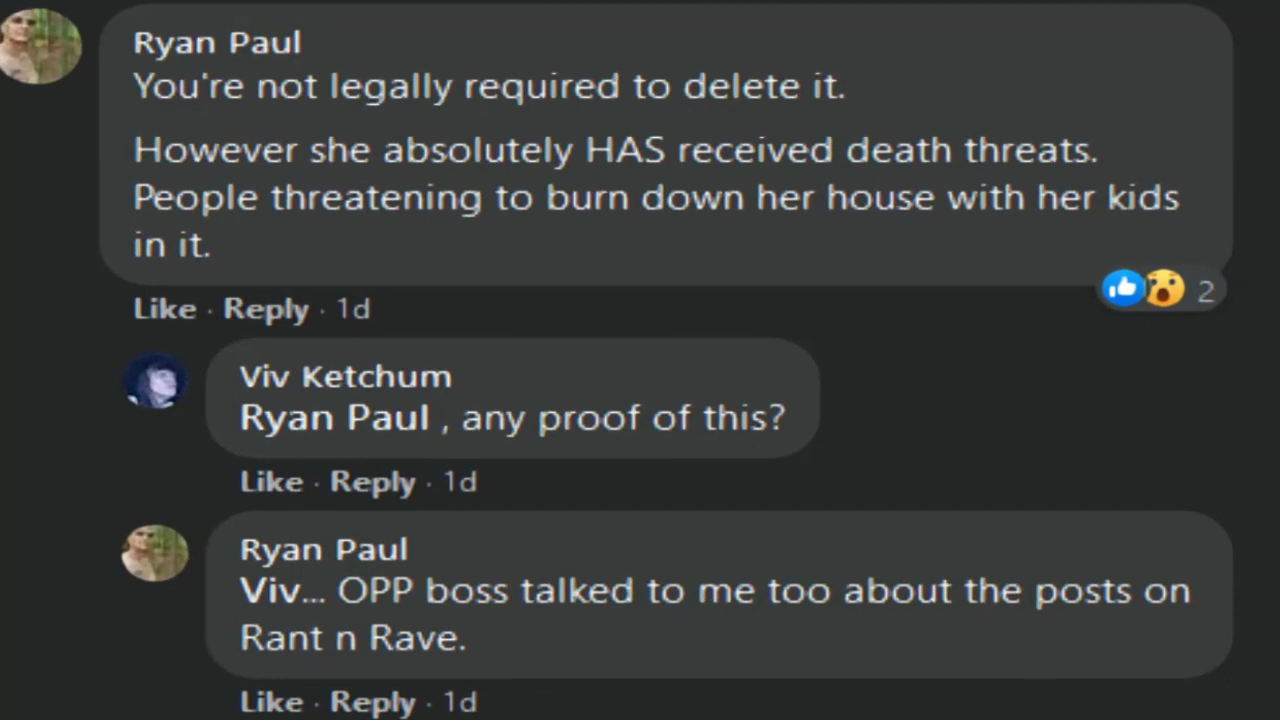 Ryan Paul
You're not legally required to delete it.
However she absolutely HAS received death threats.
People threatening to burn down her house with her kids
in it.
Like · Reply · 1d
2
Viv Ketchum
Ryan Paul , any proof of this?
Like · Reply · 1d
Ryan Paul
Viv... OPP boss talked to me too about the posts on
Rant n Rave.
Like · Reply · 1d